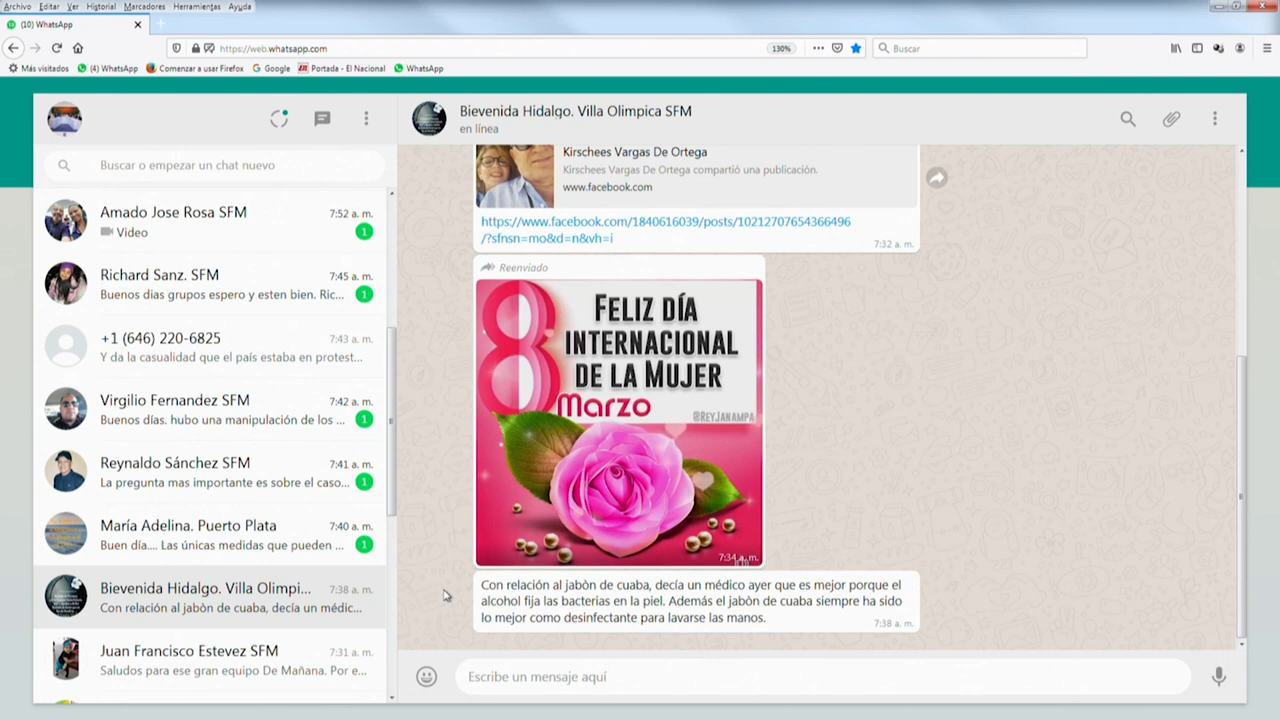 Archivo Editar Ver Historial Marcadores Herramientas Ayuda
(10) WhatsApp
https://web.whatsapp.com
130%
Buscar
Más visitados
(4) WhatsApp
Comenzar a usar Firefox
Google
Portada - El Nacional
WhatsApp
Buscar o empezar un chat nuevo
Amado Jose Rosa SFM
7:52 a. m.
Video
1
Richard Sanz. SFM
7:45 a. m.
Buenos dias grupos espero y esten bien. Ric...
1
+1 (646) 220-6825
7:43 a. m.
Y da la casualidad que el país estaba en protest...
Virgilio Fernandez SFM
7:42 a. m.
Buenos días. hubo una manipulación de los ...
1
Reynaldo Sánchez SFM
7:41 a. m.
La pregunta mas importante es sobre el caso...
1
María Adelina. Puerto Plata
7:40 a. m.
Buen día.... Las únicas medidas que pueden ...
1
Bievenida Hidalgo. Villa Olimpi...
7:38 a. m.
Con relación al jabòn de cuaba, decía un médic...
Juan Francisco Estevez SFM
7:31 a. m.
Saludos para ese gran equipo De Mañana. Por e...
Bievenida Hidalgo. Villa Olimpica SFM
en línea
Kirschees Vargas De Ortega
Kirschees Vargas De Ortega compartió una publicación.
www.facebook.com
https://www.facebook.com/1840616039/posts/10212707654366496
/?sfnsn=mo&d=n&vh=i
7:32 a. m.
Reenviado
8
FELIZ DÍA
INTERNACIONAL
DE LA MUJER
Marzo
@REYJANAMPA
7:34 a. m.
Con relación al jabòn de cuaba, decía un médico ayer que es mejor porque el
alcohol fija las bacterias en la piel. Además el jabòn de cuaba siempre ha sido
lo mejor como desinfectante para lavarse las manos.
7:38 a. m.
Escribe un mensaje aquí